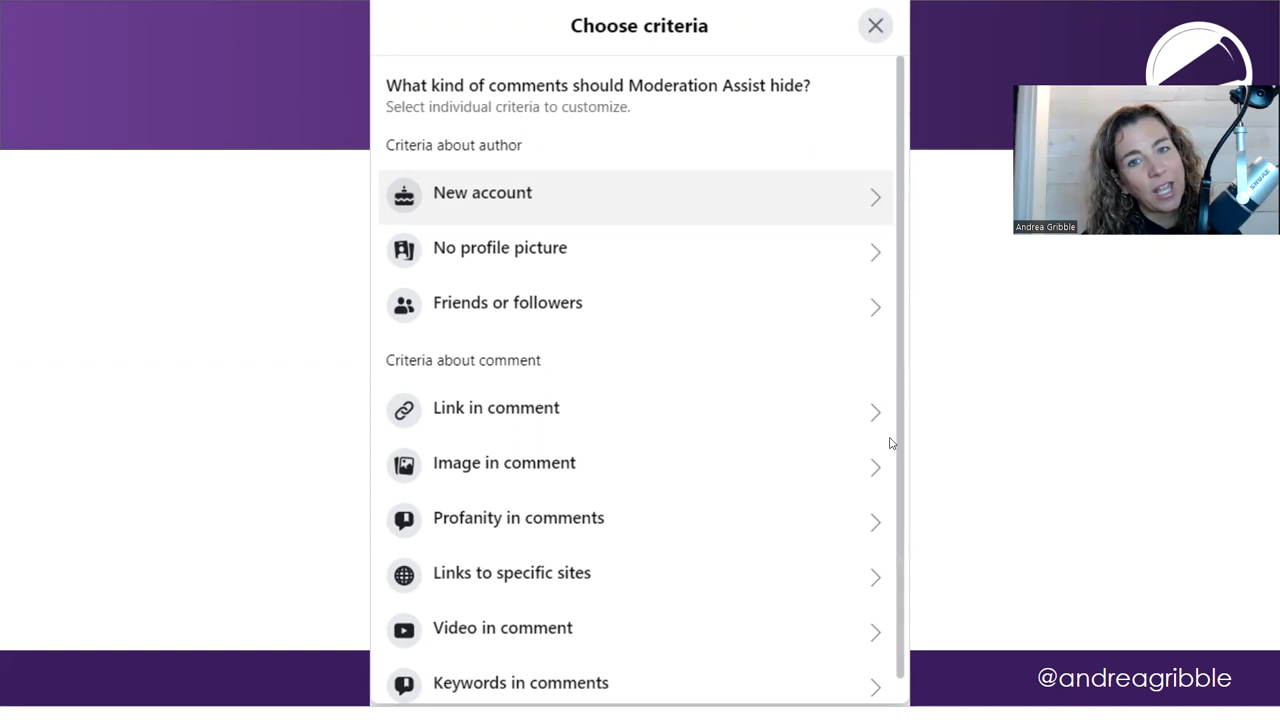 Choose criteria
What kind of comments should Moderation Assist hide?
Select individual criteria to customize.
Criteria about author
New account
No profile picture
Friends or followers
Criteria about comment
Link in comment
Image in comment
Profanity in comments
Links to specific sites
Video in comment
Keywords in comments
SHURE
Andrea Gribble
@andreagribble